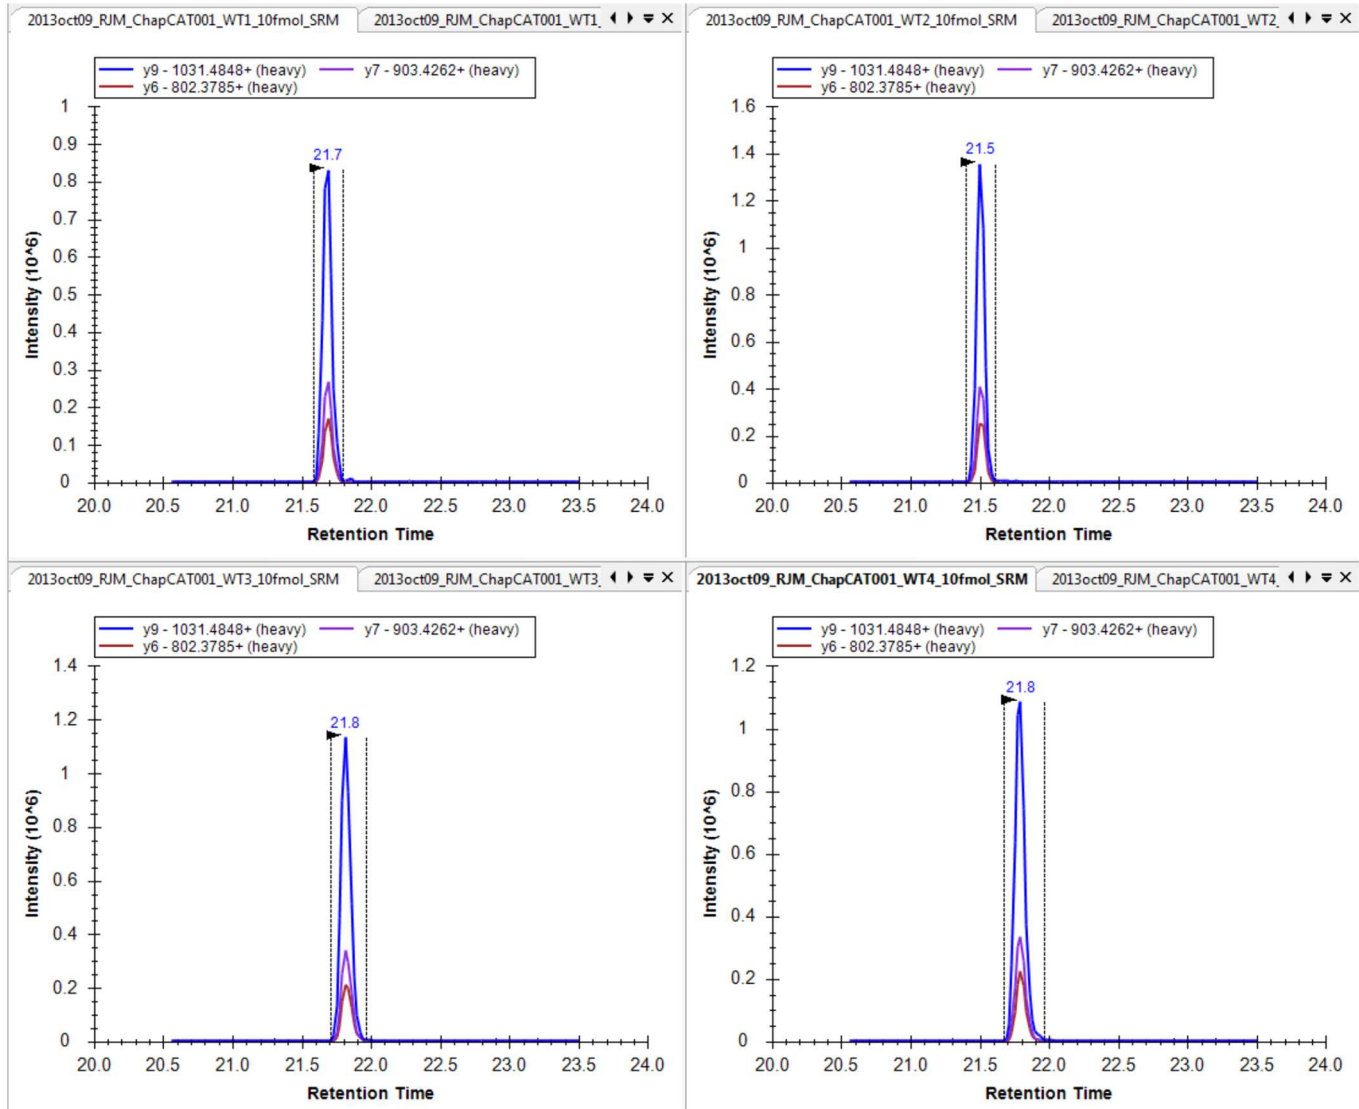 2013oct09_RJM_ChapCAT001_WT1_10fmol_SRM 2013oct09_RJM_ChapCAT001_WT1_
y9 - 1031.4848+ (heavy) y7 - 903.4262+ (heavy)
y6 - 802.3785+ (heavy)
1
0.9
0.8
0.7
0.6
0.5
0.4
0.3
0.2
0.1
0
Intensity (10^6)
21.7
20.0 20.5 21.0 21.5 22.0 22.5 23.0 23.5 24.0
Retention Time
2013oct09_RJM_ChapCAT001_WT2_10fmol_SRM 2013oct09_RJM_ChapCAT001_WT2_
y9 - 1031.4848+ (heavy) y7 - 903.4262+ (heavy)
y6 - 802.3785+ (heavy)
1.6
1.4
1.2
1
0.8
0.6
0.4
0.2
0
Intensity (10^6)
21.5
20.0 20.5 21.0 21.5 22.0 22.5 23.0 23.5 24.0
Retention Time
2013oct09_RJM_ChapCAT001_WT3_10fmol_SRM 2013oct09_RJM_ChapCAT001_WT3_
y9 - 1031.4848+ (heavy) y7 - 903.4262+ (heavy)
y6 - 802.3785+ (heavy)
1.4
1.2
1
0.8
0.6
0.4
0.2
0
Intensity (10^6)
21.8
20.0 20.5 21.0 21.5 22.0 22.5 23.0 23.5 24.0
Retention Time
2013oct09_RJM_ChapCAT001_WT4_10fmol_SRM 2013oct09_RJM_ChapCAT001_WT4_
y9 - 1031.4848+ (heavy) y7 - 903.4262+ (heavy)
y6 - 802.3785+ (heavy)
1.2
1
0.8
0.6
0.4
0.2
0
Intensity (10^6)
21.8
20.0 20.5 21.0 21.5 22.0 22.5 23.0 23.5 24.0
Retention Time